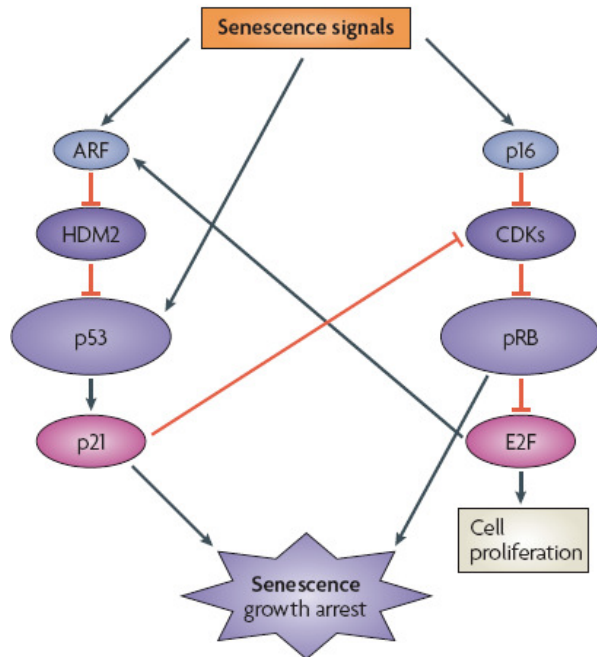 Senescence signals
ARF
p16
HDM2
CDKs
p53
pRB
p21
E2F
Cell
proliferation
Senescence
growth arrest